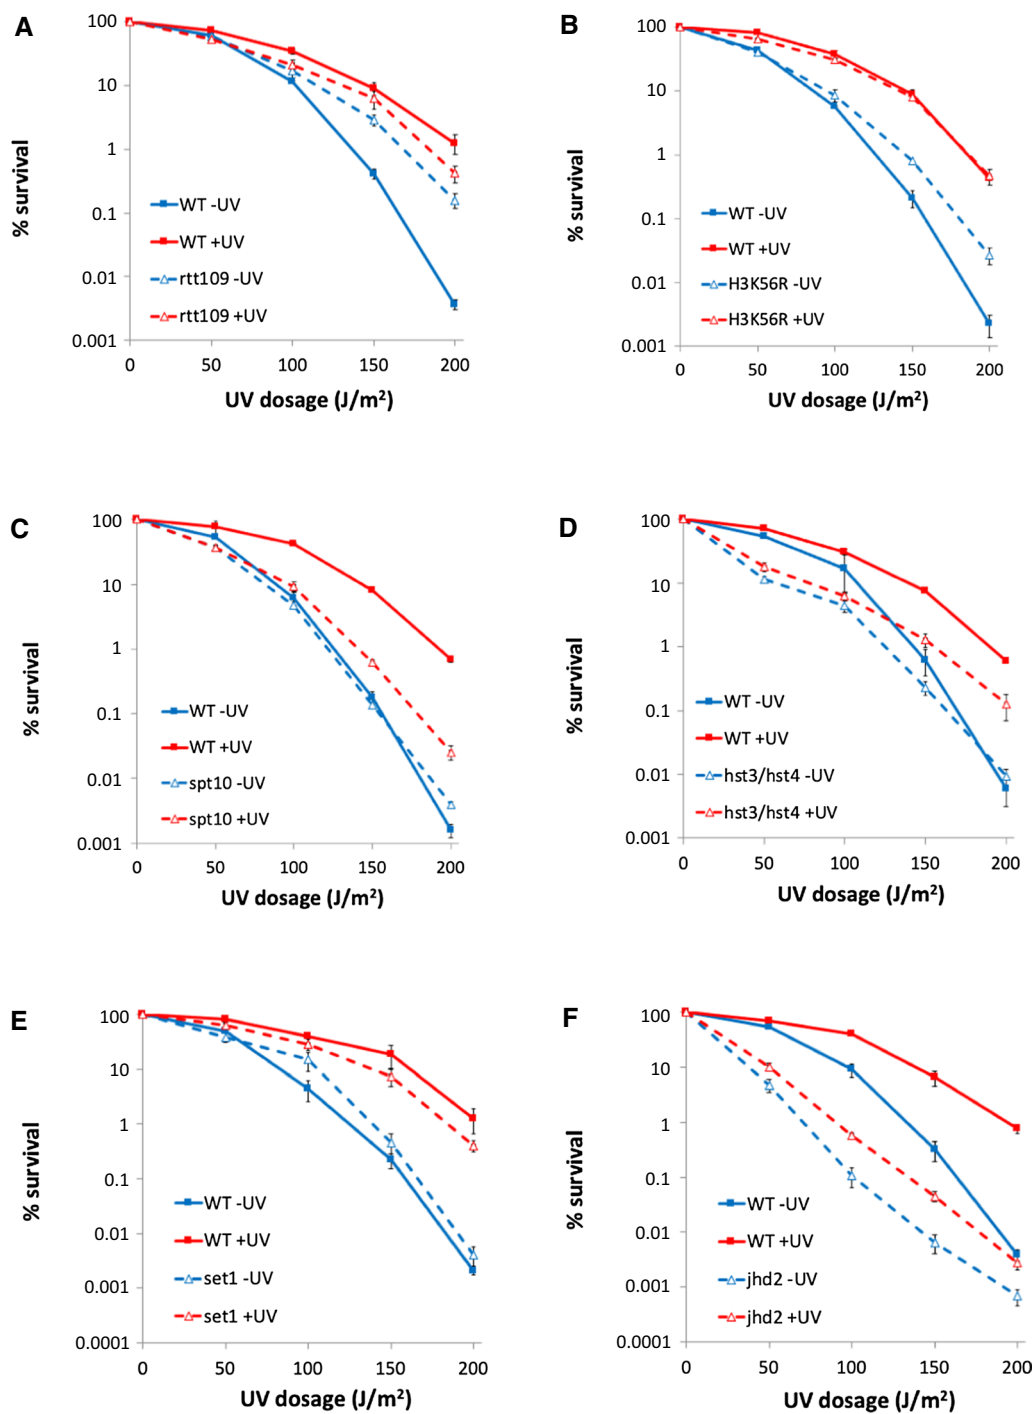 A
100
10
1
0.1
0.01
0.001
% survival
WT -UV
WT +UV
rtt109 -UV
rtt109 +UV
0 50 100 150 200
UV dosage (J/m²)
B
100
10
1
0.1
0.01
0.001
% survival
WT -UV
WT +UV
H3K56R -UV
H3K56R +UV
0 50 100 150 200
UV dosage (J/m²)
C
100
10
1
0.1
0.01
0.001
% survival
WT -UV
WT +UV
spt10 -UV
spt10 +UV
0 50 100 150 200
UV dosage (J/m²)
D
100
10
1
0.1
0.01
0.001
% survival
WT -UV
WT +UV
hst3/hst4 -UV
hst3/hst4 +UV
0 50 100 150 200
UV dosage (J/m²)
E
100
10
1
0.1
0.01
0.001
0.0001
% survival
WT -UV
WT +UV
set1 -UV
set1 +UV
0 50 100 150 200
UV dosage (J/m²)
F
100
10
1
0.1
0.01
0.001
0.0001
% survival
WT -UV
WT +UV
jhd2 -UV
jhd2 +UV
0 50 100 150 200
UV dosage (J/m²)